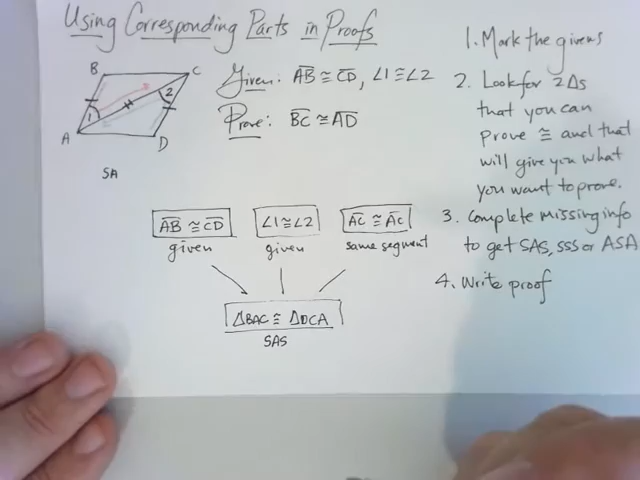 Using Corresponding Parts in Proofs
B
C
1
2
A
D
SA
Given: AB ≅ CD, ∠1 ≅ ∠2
Prove: BC ≅ AD
1. Mark the givens
2. Look for 2 Δs
that you can
prove ≅ and that
will give you what
you want to prove.
3. Complete missing info
to get SAS, SSS or ASA
4. Write proof
AB ≅ CD
given
∠1 ≅ ∠2
given
AC ≅ AC
same segment
ΔBAC ≅ ΔDCA
SAS